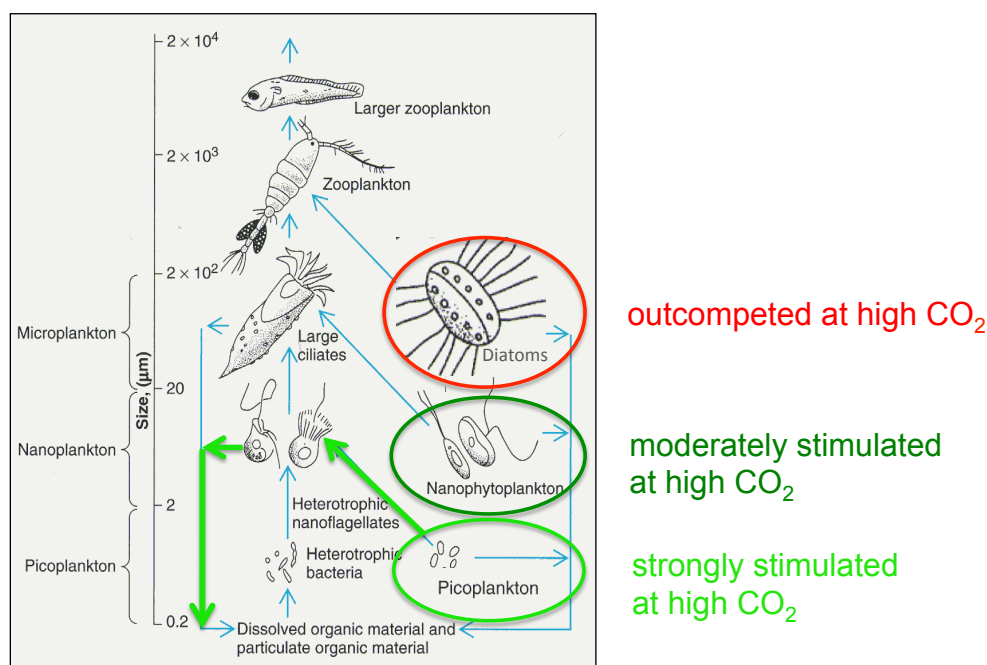 2 × 10⁴
Larger zooplankton
2 × 10³
Zooplankton
2 × 10²
Microplankton
Large
ciliates
Diatoms
outcompeted at high CO₂
Size, (μm)
20
Nanoplankton
Nanophytoplankton
moderately stimulated
at high CO₂
2
Heterotrophic
nanoflagellates
Picoplankton
Heterotrophic
bacteria
Picoplankton
strongly stimulated
at high CO₂
0.2
Dissolved organic material and
particulate organic material